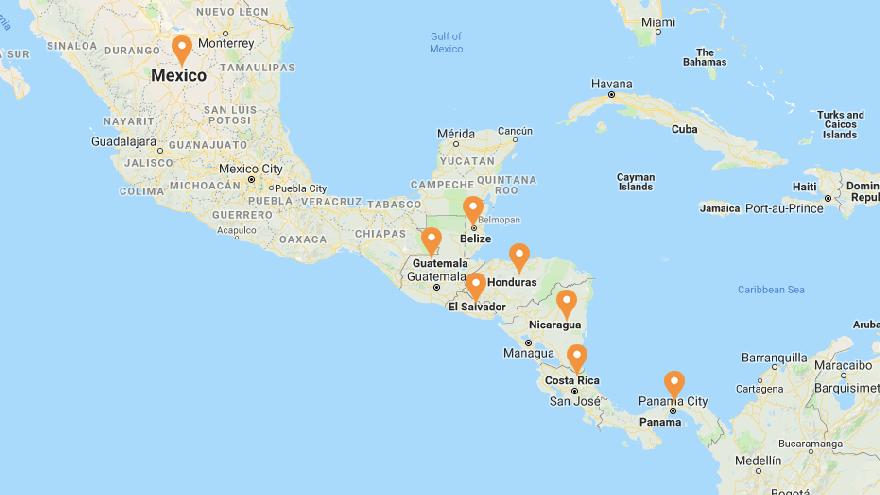 NUEVO LEON
Miami
Gulf of
Mexico
SINALOA
DURANGO
Monterrey
The
Bahamas
A SUR
Mexico
TAMAULIPAS
Havana
SAN LUIS
POTOSI
NAYARIT
Turks and
Caicos
Islands
Cuba
Mérida
Cancún
Guadalajara
GUANAJUATO
YUCATAN
JALISCO
Mexico City
Cayman
Islands
QUINTANA
ROO
CAMPECHE
COLIMA
MICHOACÁN
Puebla City
Haiti
Domin
Repu
PUEBLA
VERACRUZ
TABASCO
Jamaica
Port-au-Prince
GUERRERO
Belmopan
Acapulco
CHIAPAS
OAXACA
Belize
Guatemala
Guatemala
Honduras
Caribbean Sea
El Salvador
Nicaragua
Aruba
Managua
Barranquilla
Maracaibo
Costa Rica
Cartagena
Barquisimet
San José
Panama City
Panama
Bucaramanga
Medellín
Bogotá